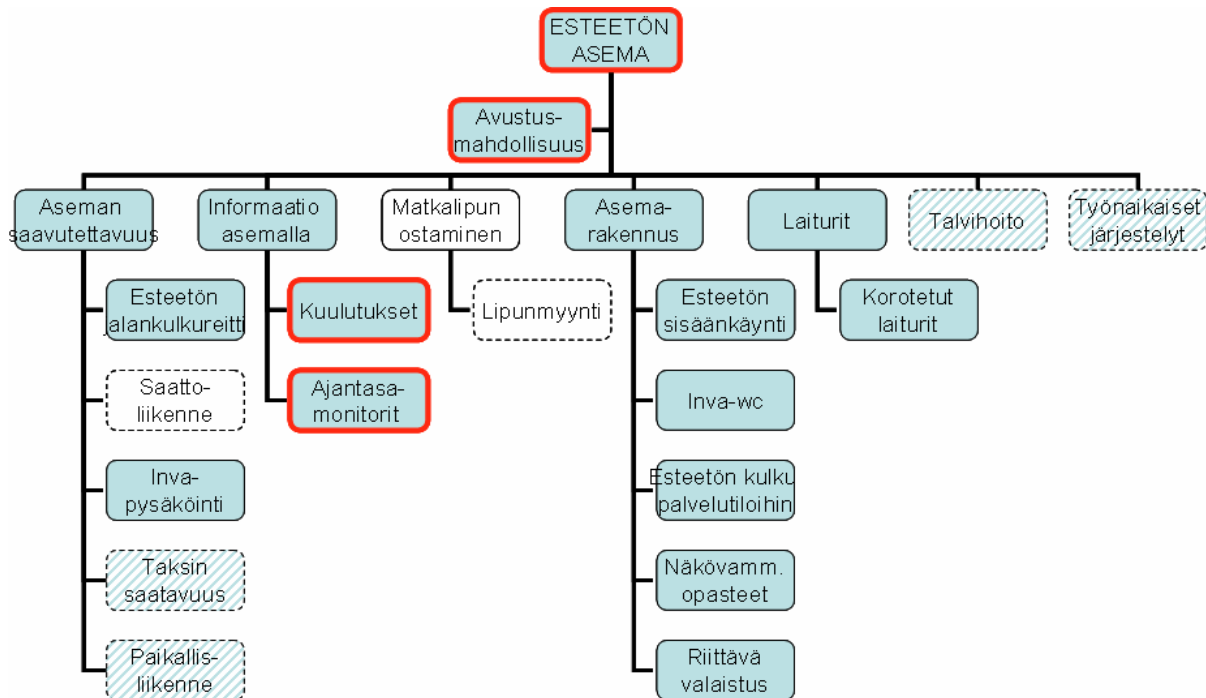 ESTEETÖN
ASEMA
Avustus-
mahdollisuus
Aseman
saavutettavuus
Informaatio
asemalla
Matkalipun
ostaminen
Asema-
rakennus
Laiturit
Talvihoito
Työnaikaiset
järjestelyt
Esteetön
jalankulkureitti
Saatto-
liikenne
Inva-
pysäköinti
Taksin
saatavuus
Paikallis-
liikenne
Kuulutukset
Ajantasa-
monitorit
Lipunmyynti
Esteetön
sisäänkäynti
Inva-wc
Esteetön kulku
palvelutiloihin
Näkövamm.
opasteet
Riittävä
valaistus
Korotetut
laiturit